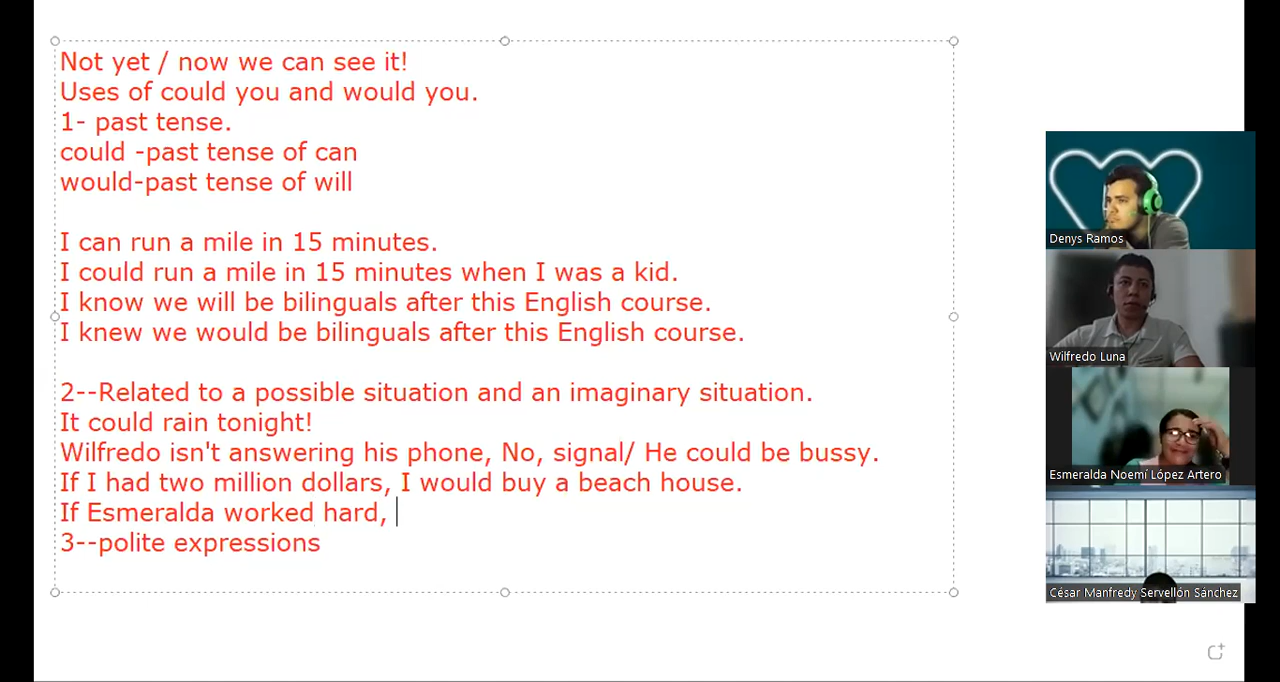 Not yet / now we can see it!
Uses of could you and would you.
1- past tense.
could -past tense of can
would-past tense of will
I can run a mile in 15 minutes.
I could run a mile in 15 minutes when I was a kid.
I know we will be bilinguals after this English course.
I knew we would be bilinguals after this English course.
2--Related to a possible situation and an imaginary situation.
It could rain tonight!
Wilfredo isn't answering his phone, No, signal/ He could be bussy.
If I had two million dollars, I would buy a beach house.
If Esmeralda worked hard,
3--polite expressions
Denys Ramos
Wilfredo Luna
Esmeralda Noemí López Artero
César Manfredy Servellón Sánchez